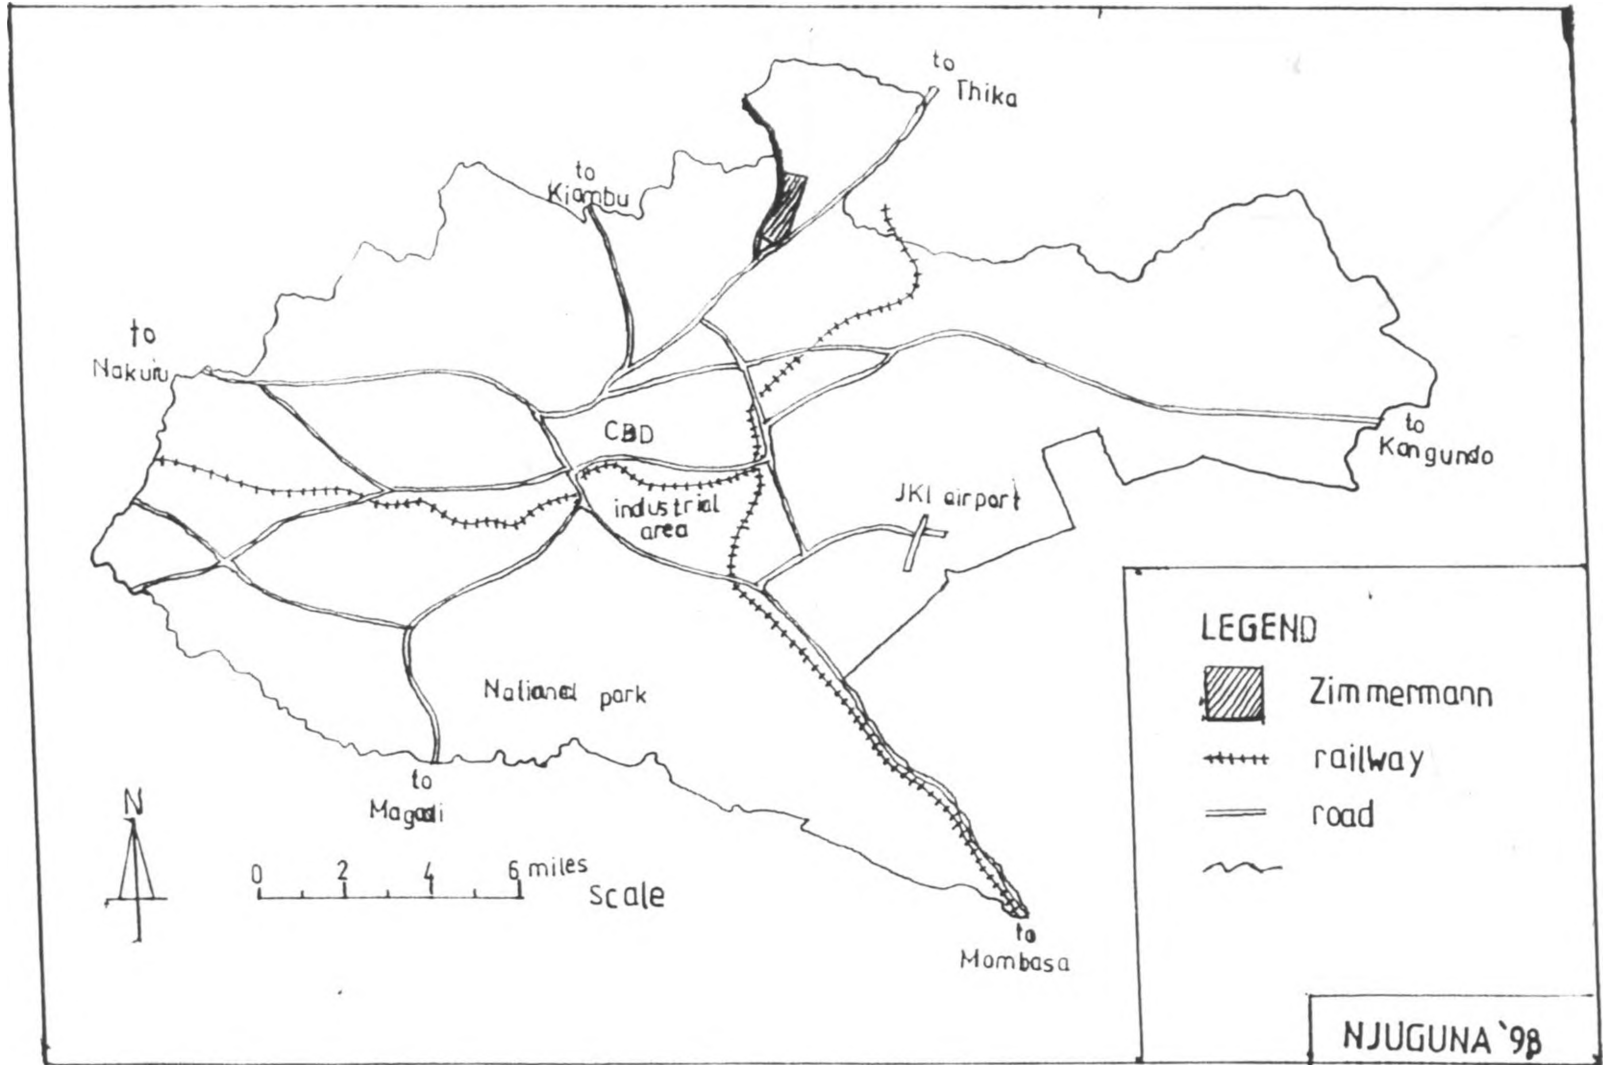 to
Thika
to
Kiambu
to
Nakuru
CBD
to
Kangundo
JKI airport
industrial
area
National park
to
Magadi
N
0 2 4 6 miles
Scale
to
Mombasa
LEGEND
Zimmermann
railway
road
NJUGUNA '98